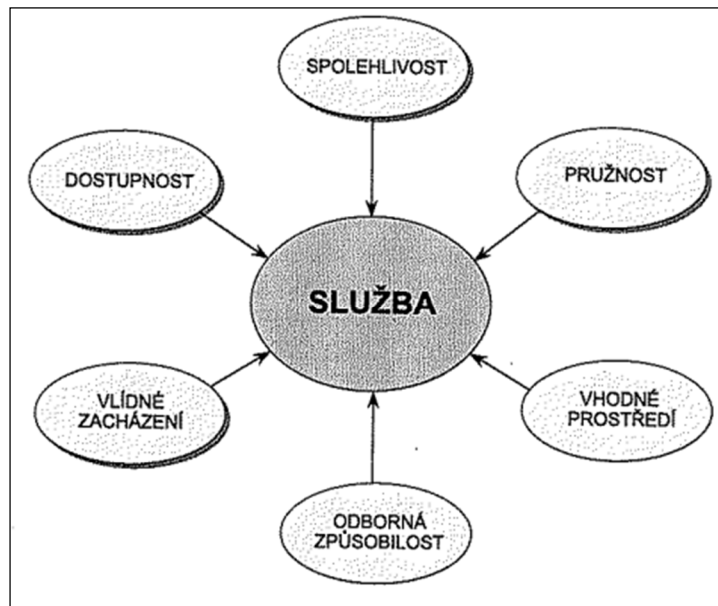 SPOLEHLIVOST
DOSTUPNOST
PRUŽNOST
SLUŽBA
VLÍDNÉ
ZACHÁZENÍ
VHODNÉ
PROSTŘEDÍ
ODBORNÁ
ZPŮSOBILOST